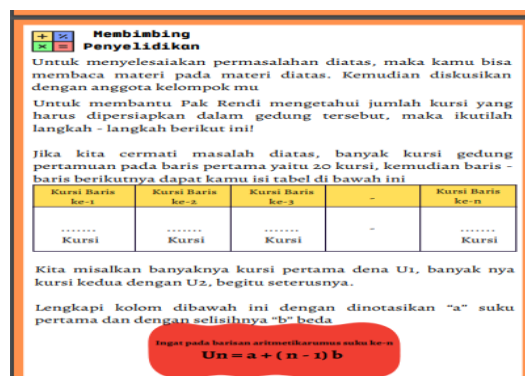 Membimbing
Penyelidikan
Untuk menyelesaiakan permasalahan diatas, maka kamu bisa
membaca materi pada materi diatas. Kemudian diskusikan
dengan anggota kelompok mu
Untuk membantu Pak Rendi mengetahui jumlah kursi yang
harus dipersiapkan dalam gedung tersebut, maka ikutilah
langkah - langkah berikut ini!
Jika kita cermati masalah diatas, banyak kursi gedung
pertamuan pada baris pertama yaitu 20 kursi, kemudian baris -
baris berikutnya dapat kamu isi tabel di bawah ini
Kursi Baris ke-1 Kursi Baris ke-2 Kursi Baris ke-3 - Kursi Baris ke-n
....... Kursi ....... Kursi ....... Kursi - ....... Kursi
Kita misalkan banyaknya kursi pertama dena U1, banyak nya
kursi kedua dengan U2, begitu seterusnya.
Lengkapi kolom dibawah ini dengan dinotasikan "a" suku
pertama dan dengan selisihnya "b" beda
Ingat pada barisan aritmetikarumus suku ke-n
Un = a + ( n - 1) b